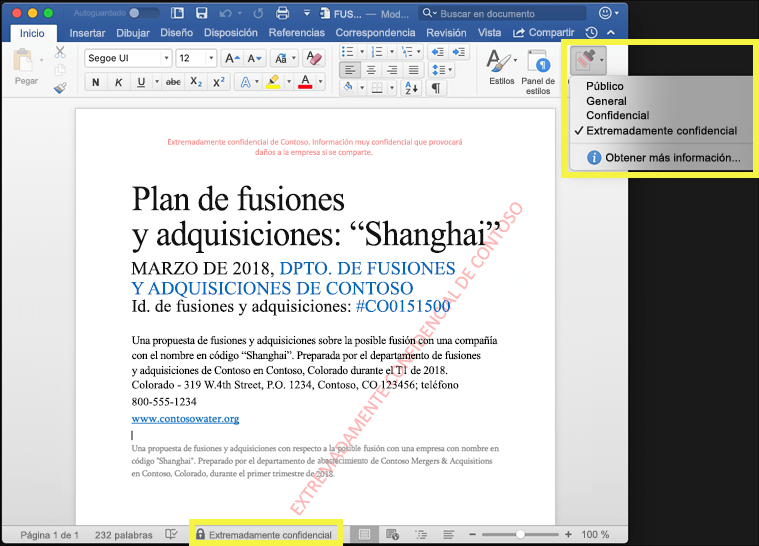 Autoguardado
FUS...
— Mod...
Buscar en documento
Inicio
Insertar
Dibujar
Diseño
Disposición
Referencias
Correspondencia
Revisión
Vista
Compartir
Pegar
Segoe UI
12
A
A
Aa
A
N
K
U
abc
X2
X2
A
A
A
Z
¶
Estilos
Panel de
estilos
Público
General
Confidencial
Extremadamente confidencial
Obtener más información...
Extremadamente confidencial de Contoso. Información muy confidencial que provocará
daños a la empresa si se comparte.
Plan de fusiones
y adquisiciones: “Shanghai”
MARZO DE 2018, DPTO. DE FUSIONES
Y ADQUISICIONES DE CONTOSO
Id. de fusiones y adquisiciones: #CO0151500
EXTREMADAMENTE CONFIDENCIAL DE CONTOSO
Una propuesta de fusiones y adquisiciones sobre la posible fusión con una compañía
con el nombre en código “Shanghai”. Preparada por el departamento de fusiones
y adquisiciones de Contoso en Contoso, Colorado durante el T1 de 2018.
Colorado - 319 W.4th Street, P.O. 1234, Contoso, CO 123456; teléfono
800-555-1234
www.contosowater.org
Una propuesta de fusiones y adquisiciones con respecto a la posible fusión con una empresa con nombre en
código "Shanghai". Preparado por el departamento de abastecimiento de Contoso Mergers & Acquisitions
en Contoso, Colorado, durante el primer trimestre de 2018.
Página 1 de 1
232 palabras
Extremadamente confidencial
100 %